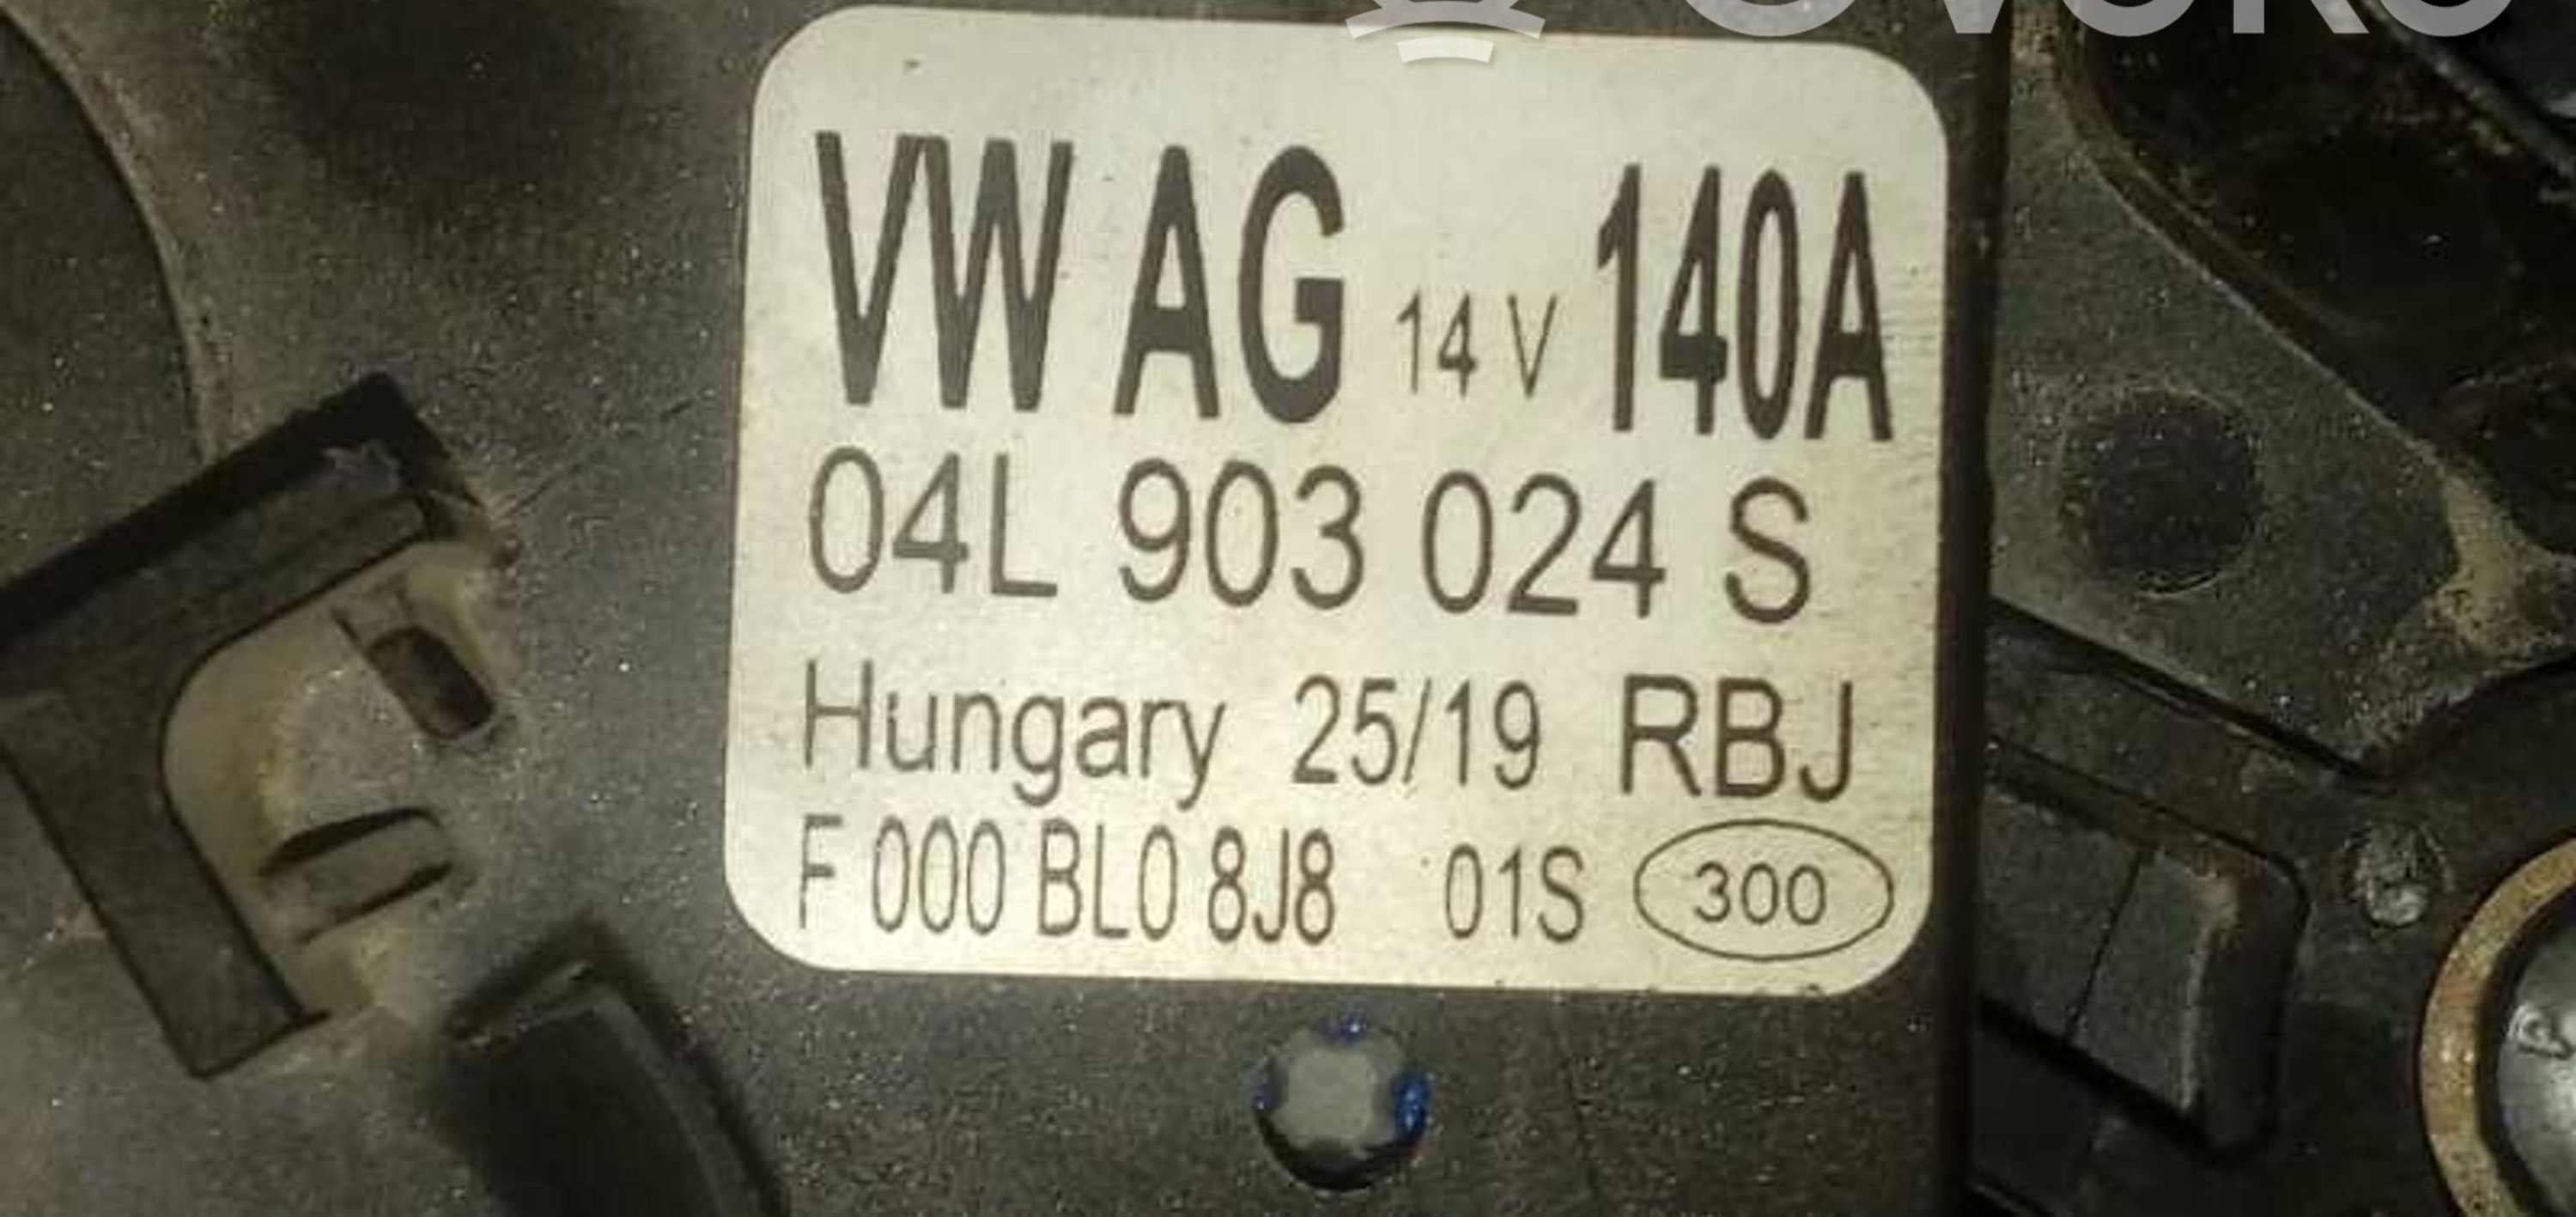 VW AG 14 V 140A
04L 903 024 S
Hungary 25/19 RBJ
F 000 BL0 8J8 01S 300